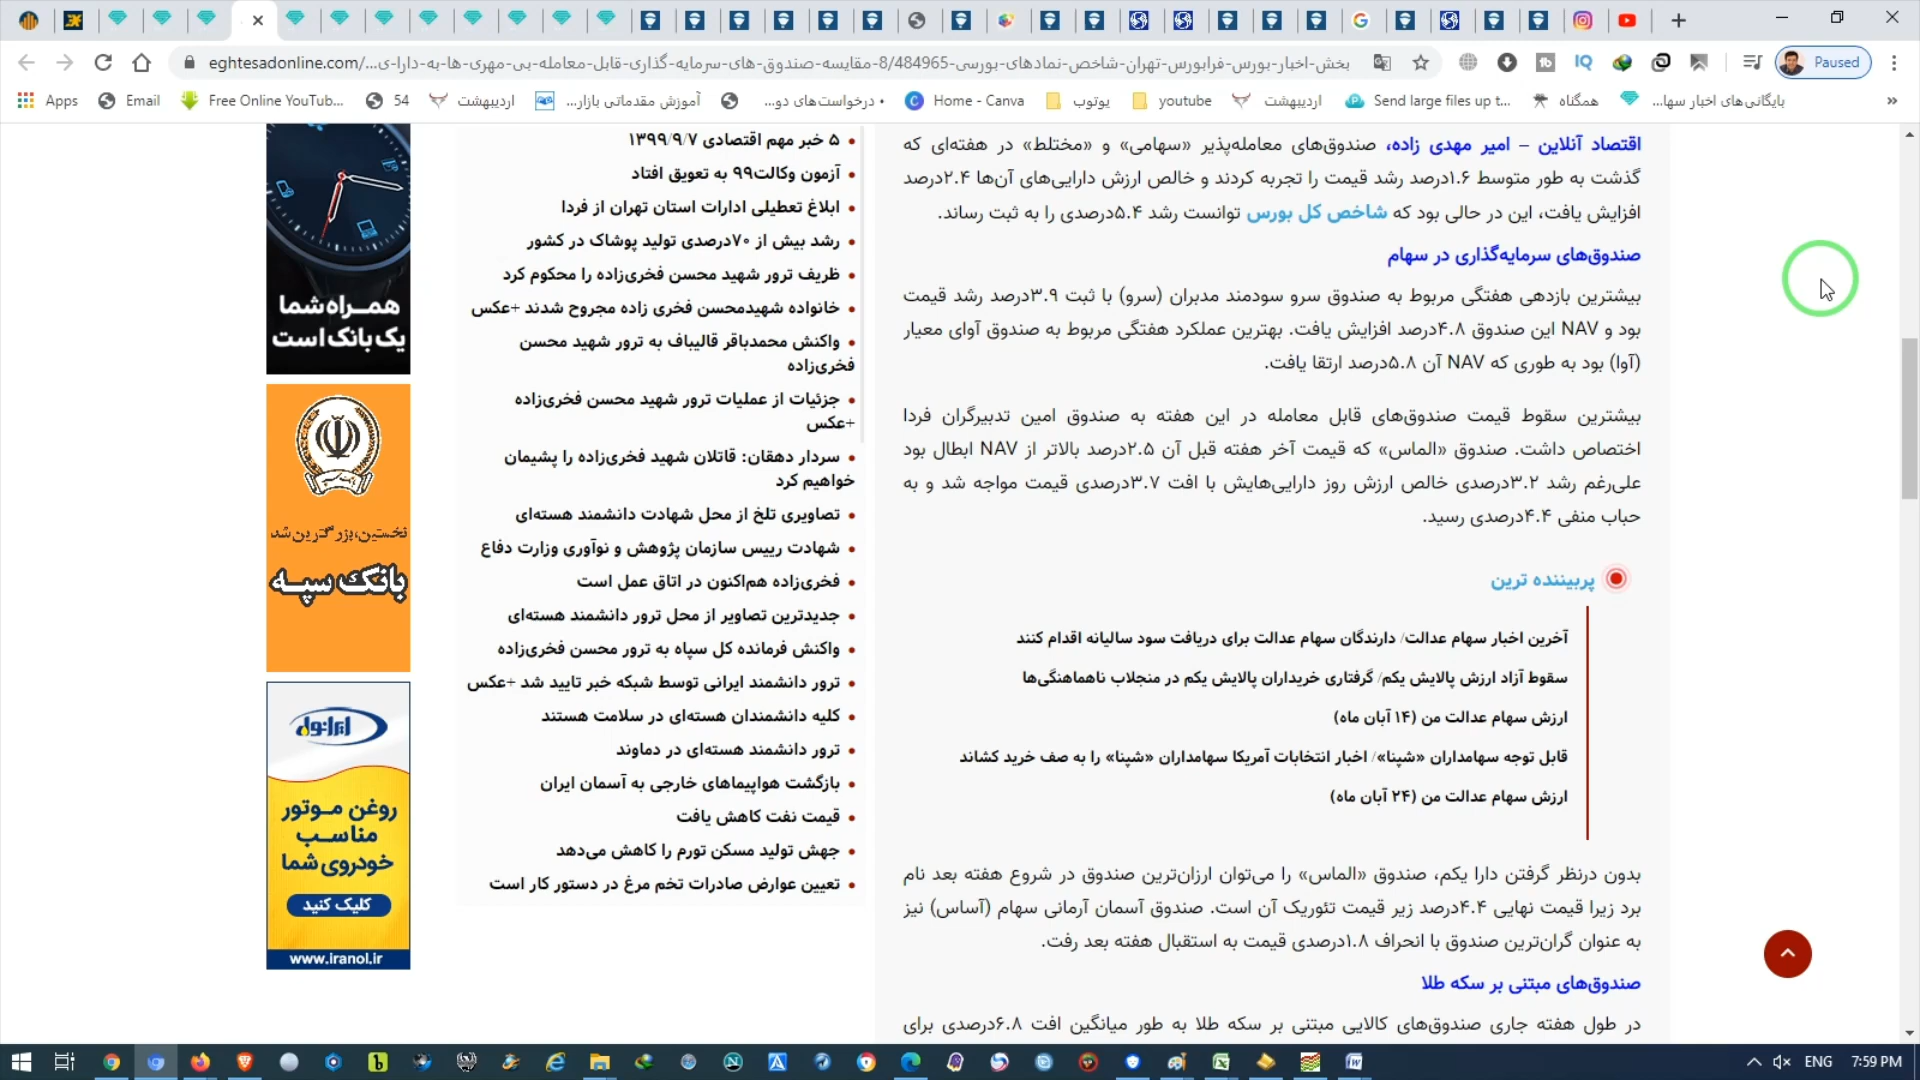 Paused
eghtesadonline.com/بخش-اخبار-بورس-فرابورس-تهران-شاخص-نمادهای-بورسی-8/484965-مقایسه-صندوق-های-سرمایه-گذاری-قابل-معامله-بی-مهری-ها-به-دارا-ی...
Apps
Email
Free Online YouTub...
54
اردیبهشت
آموزش مقدماتی بازار...
درخواست‌های دو...
Home - Canva
یوتوب
youtube
اردیبهشت
Send large files up t...
همگناه
بایگانی‌های اخبار سها...
اقتصاد آنلاین – امیر مهدی زاده، صندوق‌های معامله‌پذیر «سهامی» و «مختلط» در هفته‌ای که
گذشت به طور متوسط ۱.۶درصد رشد قیمت را تجربه کردند و خالص ارزش دارایی‌های آن‌ها ۲.۴درصد
افزایش یافت، این در حالی بود که شاخص کل بورس توانست رشد ۵.۴درصدی را به ثبت رساند.
صندوق‌های سرمایه‌گذاری در سهام
بیشترین بازدهی هفتگی مربوط به صندوق سرو سودمند مدبران (سرو) با ثبت ۳.۹درصد رشد قیمت
بود و NAV این صندوق ۴.۸درصد افزایش یافت. بهترین عملکرد هفتگی مربوط به صندوق آوای معیار
(آوا) بود به طوری که NAV آن ۵.۸درصد ارتقا یافت.
بیشترین سقوط قیمت صندوق‌های قابل معامله در این هفته به صندوق امین تدبیرگران فردا
اختصاص داشت. صندوق «الماس» که قیمت آخر هفته قبل آن ۲.۵درصد بالاتر از NAV ابطال بود
علی‌رغم رشد ۳.۲درصدی خالص ارزش روز دارایی‌هایش با افت ۳.۷درصدی قیمت مواجه شد و به
حباب منفی ۴.۴درصدی رسید.
پربیننده ترین
آخرین اخبار سهام عدالت/ دارندگان سهام عدالت برای دریافت سود سالیانه اقدام کنند
سقوط آزاد ارزش پالایش یکم/ گرفتاری خریداران پالایش یکم در منجلاب ناهماهنگی‌ها
ارزش سهام عدالت من (۱۴ آبان ماه)
قابل توجه سهامداران «شپنا»/ اخبار انتخابات آمریکا سهامداران «شپنا» را به صف خرید کشاند
ارزش سهام عدالت من (۲۴ آبان ماه)
بدون درنظر گرفتن دارا یکم، صندوق «الماس» را می‌توان ارزان‌ترین صندوق در شروع هفته بعد نام
برد زیرا قیمت نهایی ۴.۴درصد زیر قیمت تئوریک آن است. صندوق آسمان آرمانی سهام (آساس) نیز
به عنوان گران‌ترین صندوق با انحراف ۱.۸درصدی قیمت به استقبال هفته بعد رفت.
صندوق‌های مبتنی بر سکه طلا
در طول هفته جاری صندوق‌های کالایی مبتنی بر سکه طلا به طور میانگین افت ۶.۸درصدی برای
۵ خبر مهم اقتصادی ۱۳۹۹/۹/۷
آزمون وکالت۹۹ به تعویق افتاد
ابلاغ تعطیلی ادارات استان تهران از فردا
رشد بیش از ۷۰درصدی تولید پوشاک در کشور
ظریف ترور شهید محسن فخری‌زاده را محکوم کرد
خانواده شهیدمحسن فخری زاده مجروح شدند +عکس
واکنش محمدباقر قالیباف به ترور شهید محسن
فخری‌زاده
جزئیات از عملیات ترور شهید محسن فخری‌زاده
+عکس
سردار دهقان: قاتلان شهید فخری‌زاده را پشیمان
خواهیم کرد
تصاویری تلخ از محل شهادت دانشمند هسته‌ای
شهادت رییس سازمان پژوهش و نوآوری وزارت دفاع
فخری‌زاده هم‌اکنون در اتاق عمل است
جدیدترین تصاویر از محل ترور دانشمند هسته‌ای
واکنش فرمانده کل سپاه به ترور محسن فخری‌زاده
ترور دانشمند ایرانی توسط شبکه خبر تایید شد +عکس
کلیه دانشمندان هسته‌ای در سلامت هستند
ترور دانشمند هسته‌ای در دماوند
بازگشت هواپیماهای خارجی به آسمان ایران
قیمت نفت کاهش یافت
جهش تولید مسکن تورم را کاهش می‌دهد
تعیین عوارض صادرات تخم مرغ در دستور کار است
همـراه شما
یک بانک است
نخستین، بزرگترین شد
بانک سپه
ایرانول
روغن موتور
مناسب
خودروی شما
کلیک کنید
www.iranol.ir
ENG
7:59 PM